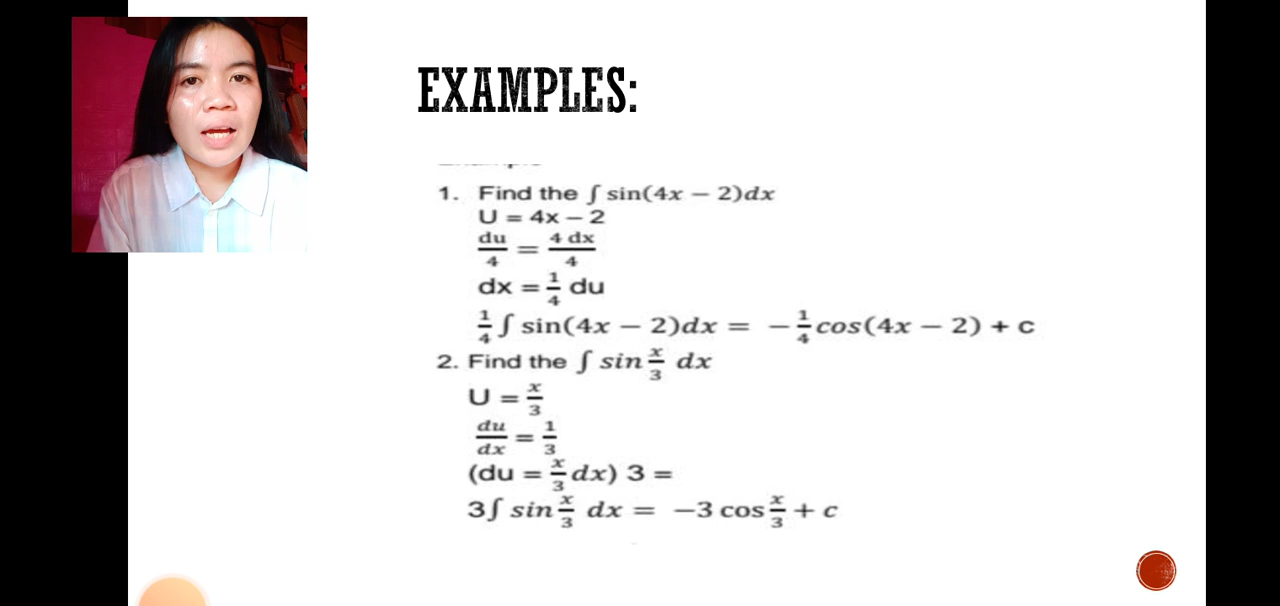 EXAMPLES:
1. Find the ∫ sin(4x − 2)dx
U = 4x − 2
du/4 = 4 dx/4
dx = 1/4 du
1/4 ∫ sin(4x − 2)dx = −1/4 cos(4x − 2) + c
2. Find the ∫ sin x/3 dx
U = x/3
du/dx = 1/3
(du = x/3 dx) 3 =
3∫ sin x/3 dx = −3 cos x/3 + c